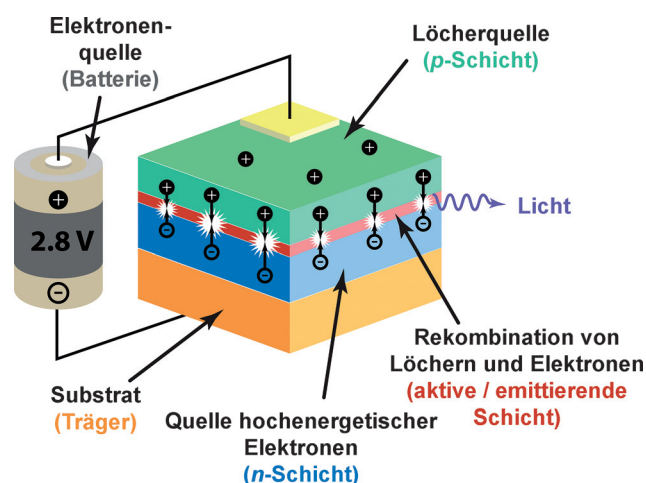 Elektronen-
quelle
(Batterie)
Löcherquelle
(p-Schicht)
2.8 V
Licht
Substrat
(Träger)
Quelle hochenergetischer
Elektronen
(n-Schicht)
Rekombination von
Löchern und Elektronen
(aktive / emittierende
Schicht)